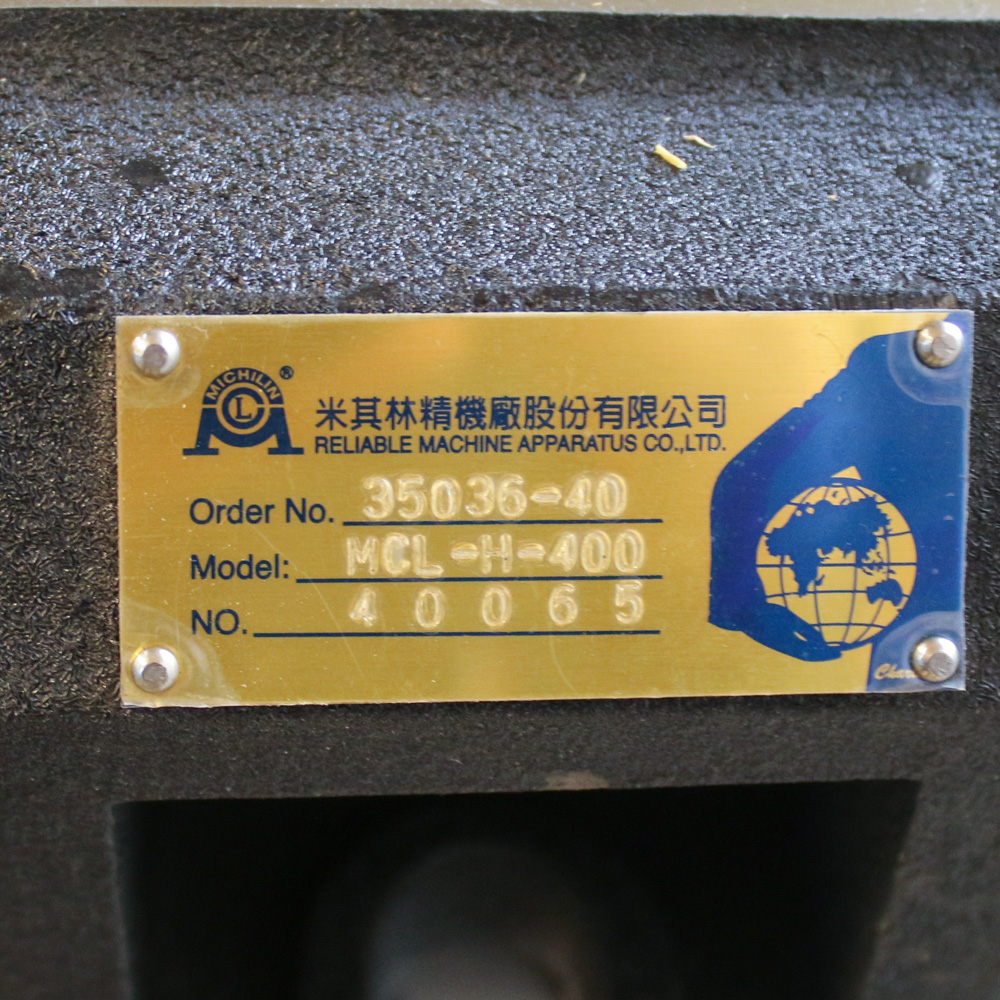 MICHILIN ®
L
米其林精機廠股份有限公司
RELIABLE MACHINE APPARATUS CO.,LTD.
Order No. 35036-40
Model: MCL-H-400
NO. 40065